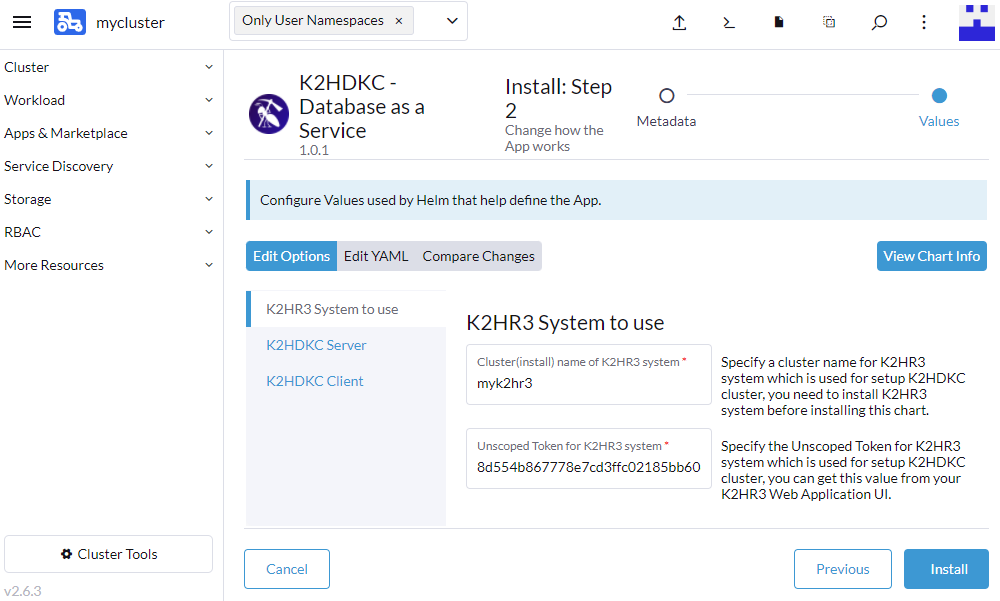 mycluster
Only User Namespaces ×
Cluster
Workload
Apps & Marketplace
Service Discovery
Storage
RBAC
More Resources
Cluster Tools
v2.6.3
K2HDKC -
Database as a
Service
1.0.1
Install: Step
2
Change how the
App works
Metadata
Values
Configure Values used by Helm that help define the App.
Edit Options Edit YAML Compare Changes
View Chart Info
K2HR3 System to use
K2HDKC Server
K2HDKC Client
K2HR3 System to use
Cluster(install) name of K2HR3 system *
myk2hr3
Specify a cluster name for K2HR3
system which is used for setup K2HDKC
cluster, you need to install K2HR3
system before installing this chart.
Unscoped Token for K2HR3 system *
8d554b867778e7cd3ffc02185bb60
Specify the Unscoped Token for K2HR3
system which is used for setup K2HDKC
cluster, you can get this value from your
K2HR3 Web Application UI.
Cancel
Previous
Install